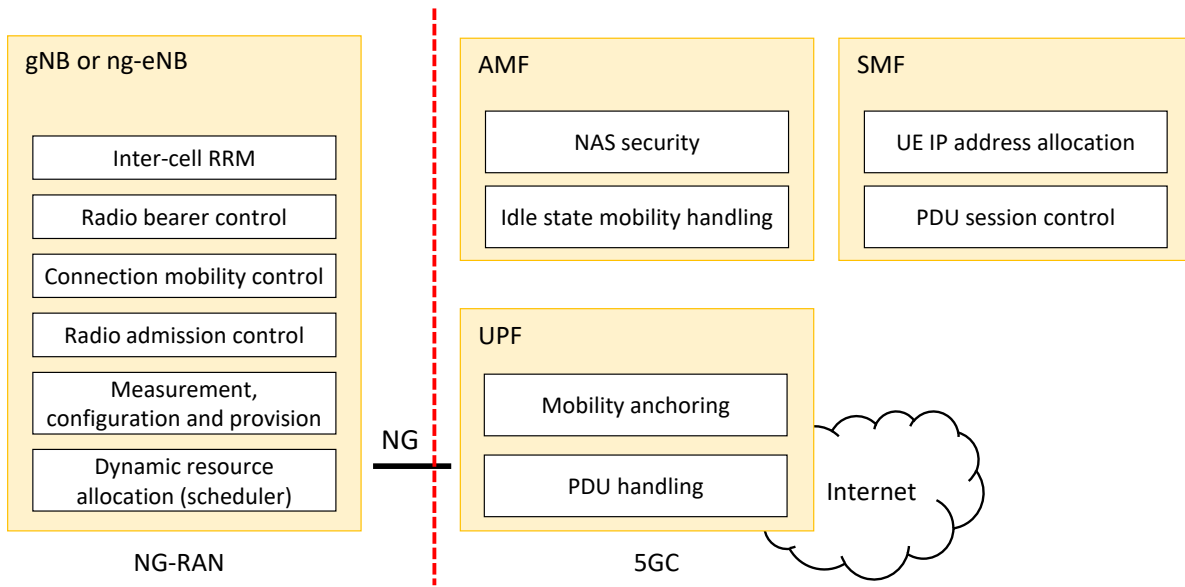 gNB or ng-eNB
Inter-cell RRM
Radio bearer control
Connection mobility control
Radio admission control
Measurement,
configuration and provision
Dynamic resource
allocation (scheduler)
NG-RAN
NG
AMF
NAS security
Idle state mobility handling
SMF
UE IP address allocation
PDU session control
UPF
Mobility anchoring
PDU handling
Internet
5GC